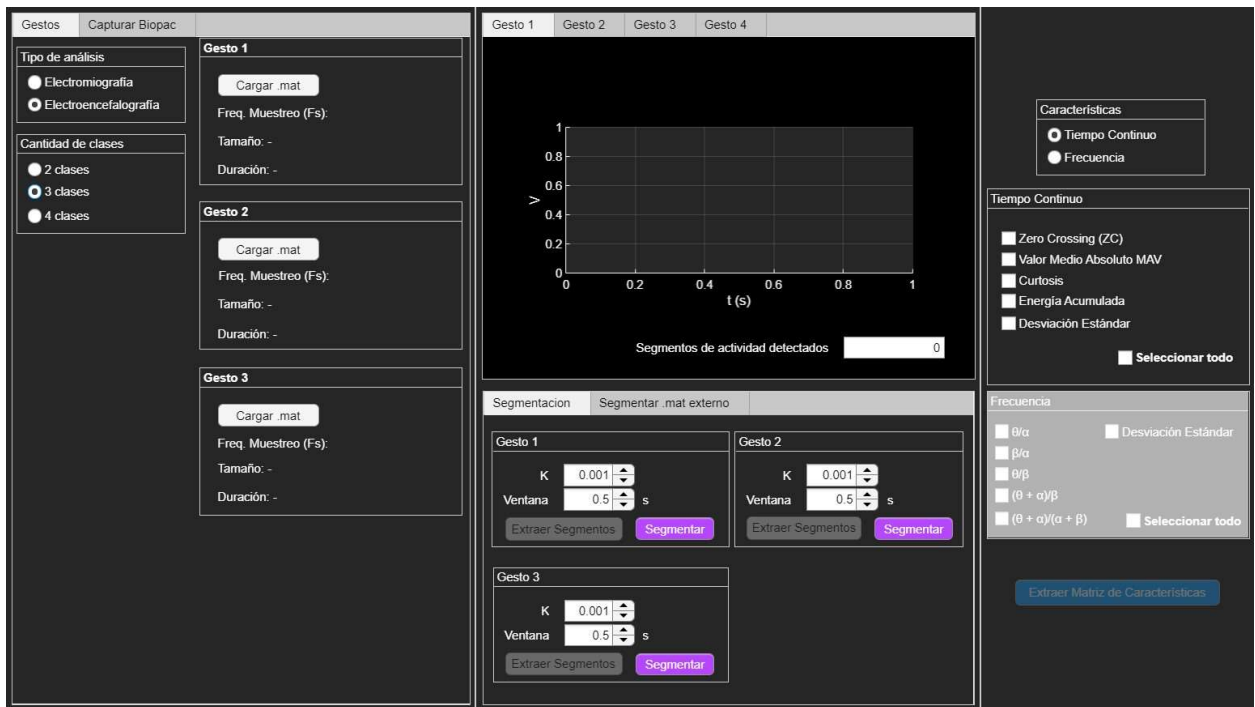 Gestos
Capturar Biopac
Tipo de análisis
Electromiografía
Electroencefalografía
Cantidad de clases
2 clases
3 clases
4 clases
Gesto 1
Cargar .mat
Freq. Muestreo (Fs):
Tamaño: -
Duración: -
Gesto 2
Cargar .mat
Freq. Muestreo (Fs):
Tamaño: -
Duración: -
Gesto 3
Cargar .mat
Freq. Muestreo (Fs):
Tamaño: -
Duración: -
Gesto 1
Gesto 2
Gesto 3
Gesto 4
1
0.8
0.6
0.4
0.2
0
V
0
0.2
0.4
0.6
0.8
1
t (s)
Segmentos de actividad detectados 0
Segmentacion
Segmentar .mat externo
Gesto 1
K 0.001
Ventana 0.5 s
Extraer Segmentos
Segmentar
Gesto 2
K 0.001
Ventana 0.5 s
Extraer Segmentos
Segmentar
Gesto 3
K 0.001
Ventana 0.5 s
Extraer Segmentos
Segmentar
Características
Tiempo Continuo
Frecuencia
Tiempo Continuo
Zero Crossing (ZC)
Valor Medio Absoluto MAV
Curtosis
Energía Acumulada
Desviación Estándar
Seleccionar todo
Frecuencia
θ/α
Desviación Estándar
β/α
θ/β
(θ + α)/β
(θ + α)/(α + β)
Seleccionar todo
Extraer Matriz de Características